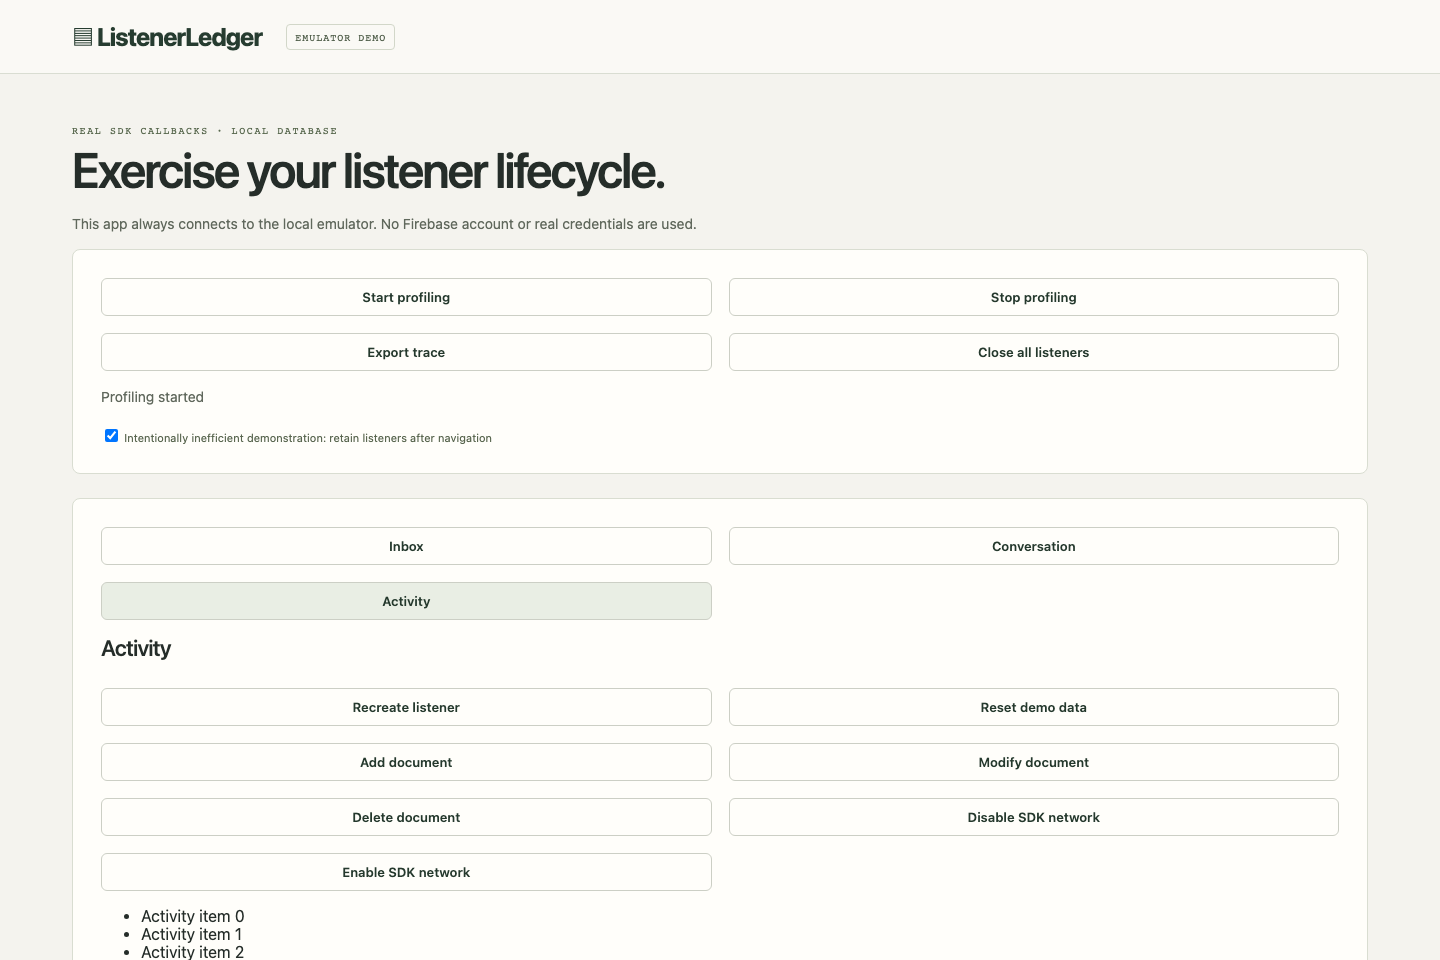 ListenerLedger
EMULATOR DEMO
REAL SDK CALLBACKS · LOCAL DATABASE
Exercise your listener lifecycle.
This app always connects to the local emulator. No Firebase account or real credentials are used.
Start profiling
Stop profiling
Export trace
Close all listeners
Profiling started
Intentionally inefficient demonstration: retain listeners after navigation
Inbox
Conversation
Activity
Activity
Recreate listener
Reset demo data
Add document
Modify document
Delete document
Disable SDK network
Enable SDK network
• Activity item 0
• Activity item 1
• Activity item 2